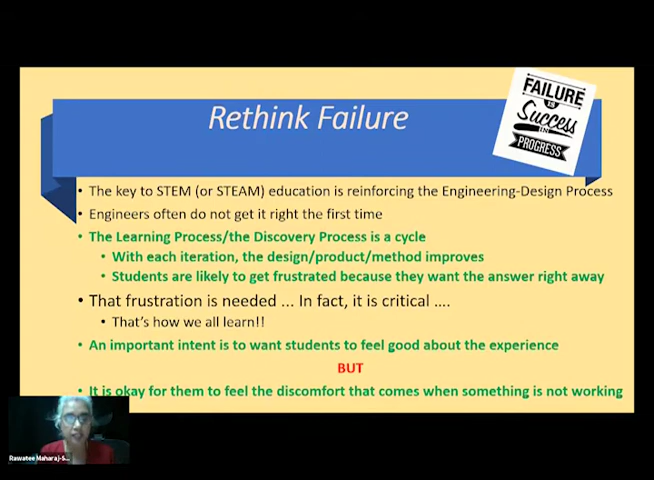 Rethink Failure
FAILURE
IS
Success
IN
PROGRESS
• The key to STEM (or STEAM) education is reinforcing the Engineering-Design Process
• Engineers often do not get it right the first time
• The Learning Process/the Discovery Process is a cycle
• With each iteration, the design/product/method improves
• Students are likely to get frustrated because they want the answer right away
• That frustration is needed ... In fact, it is critical ....
• That's how we all learn!!
• An important intent is to want students to feel good about the experience
BUT
• It is okay for them to feel the discomfort that comes when something is not working
Rawatee Maharaj-S...